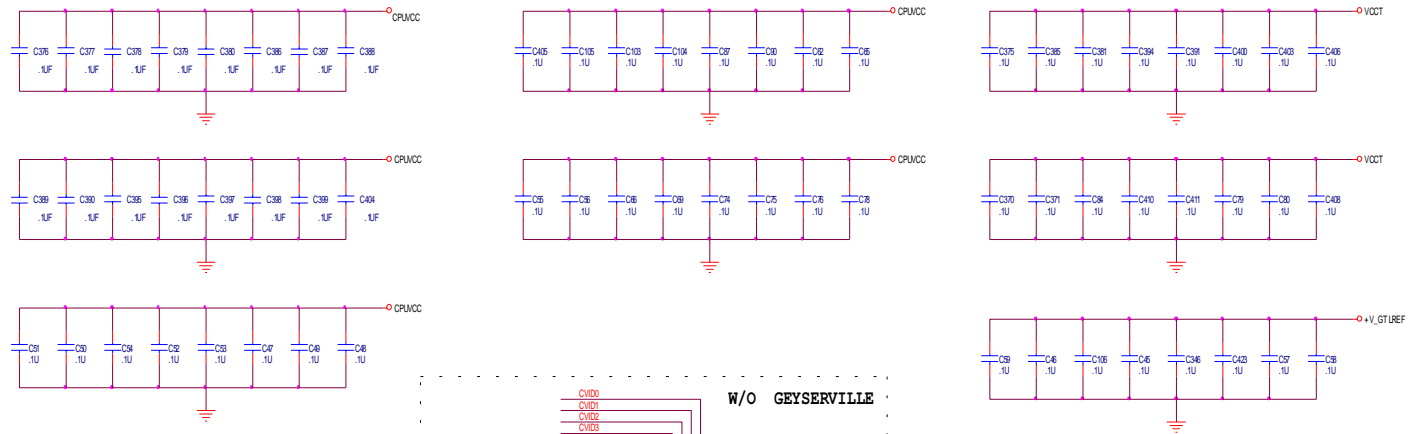 CPUVCC
C376 C377 C378 C379 C380 C386 C387 C388
.1UF .1UF .1UF .1UF .1UF .1UF .1UF .1UF
CPUVCC
C405 C105 C103 C104 C87 C90 C82 C85
.1U .1U .1U .1U .1U .1U .1U .1U
VCCT
C375 C385 C381 C394 C391 C400 C403 C406
.1U .1U .1U .1U .1U .1U .1U .1U
CPUVCC
C389 C390 C395 C396 C397 C398 C399 C404
.1UF .1UF .1UF .1UF .1UF .1UF .1UF .1UF
CPUVCC
C55 C56 C66 C69 C74 C75 C76 C78
.1U .1U .1U .1U .1U .1U .1U .1U
VCCT
C370 C371 C84 C410 C411 C79 C80 C408
.1U .1U .1U .1U .1U .1U .1U .1U
CPUVCC
C51 C50 C54 C52 C53 C47 C49 C48
.1U .1U .1U .1U .1U .1U .1U .1U
+V_GTLREF
C59 C46 C106 C45 C346 C423 C57 C58
.1U .1U .1U .1U .1U .1U .1U .1U
W/O GEYSERVILLE
CVID0
CVID1
CVID2
CVID3